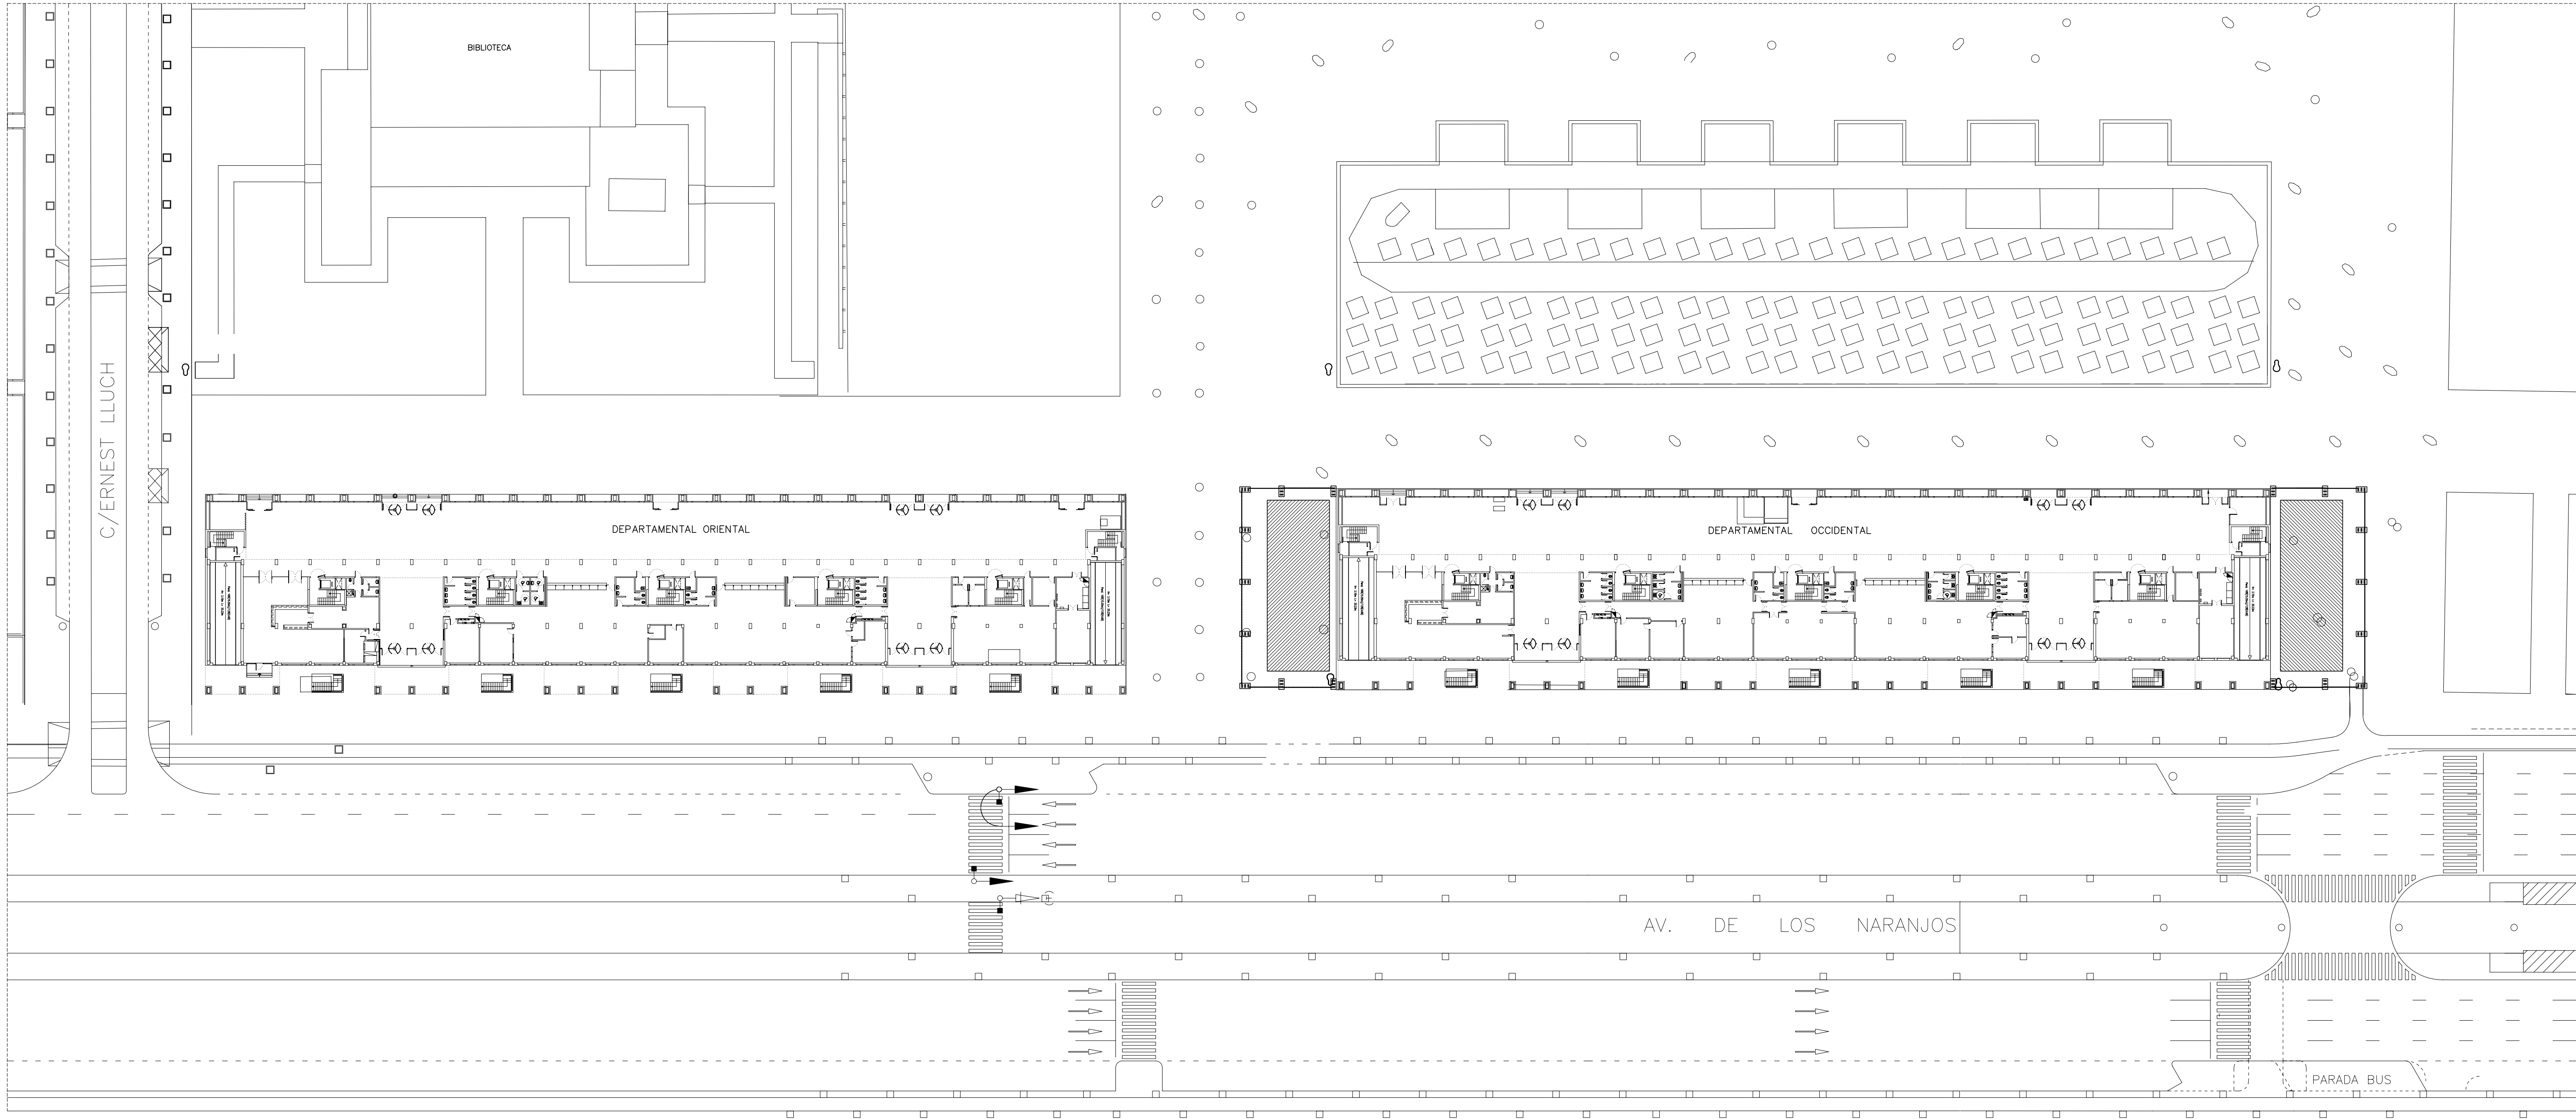 BIBLIOTECA
C/ERNEST LLUCH
DEPARTAMENTAL ORIENTAL
DEPARTAMENTAL OCCIDENTAL
AV. DE LOS NARANJOS
PARADA BUS